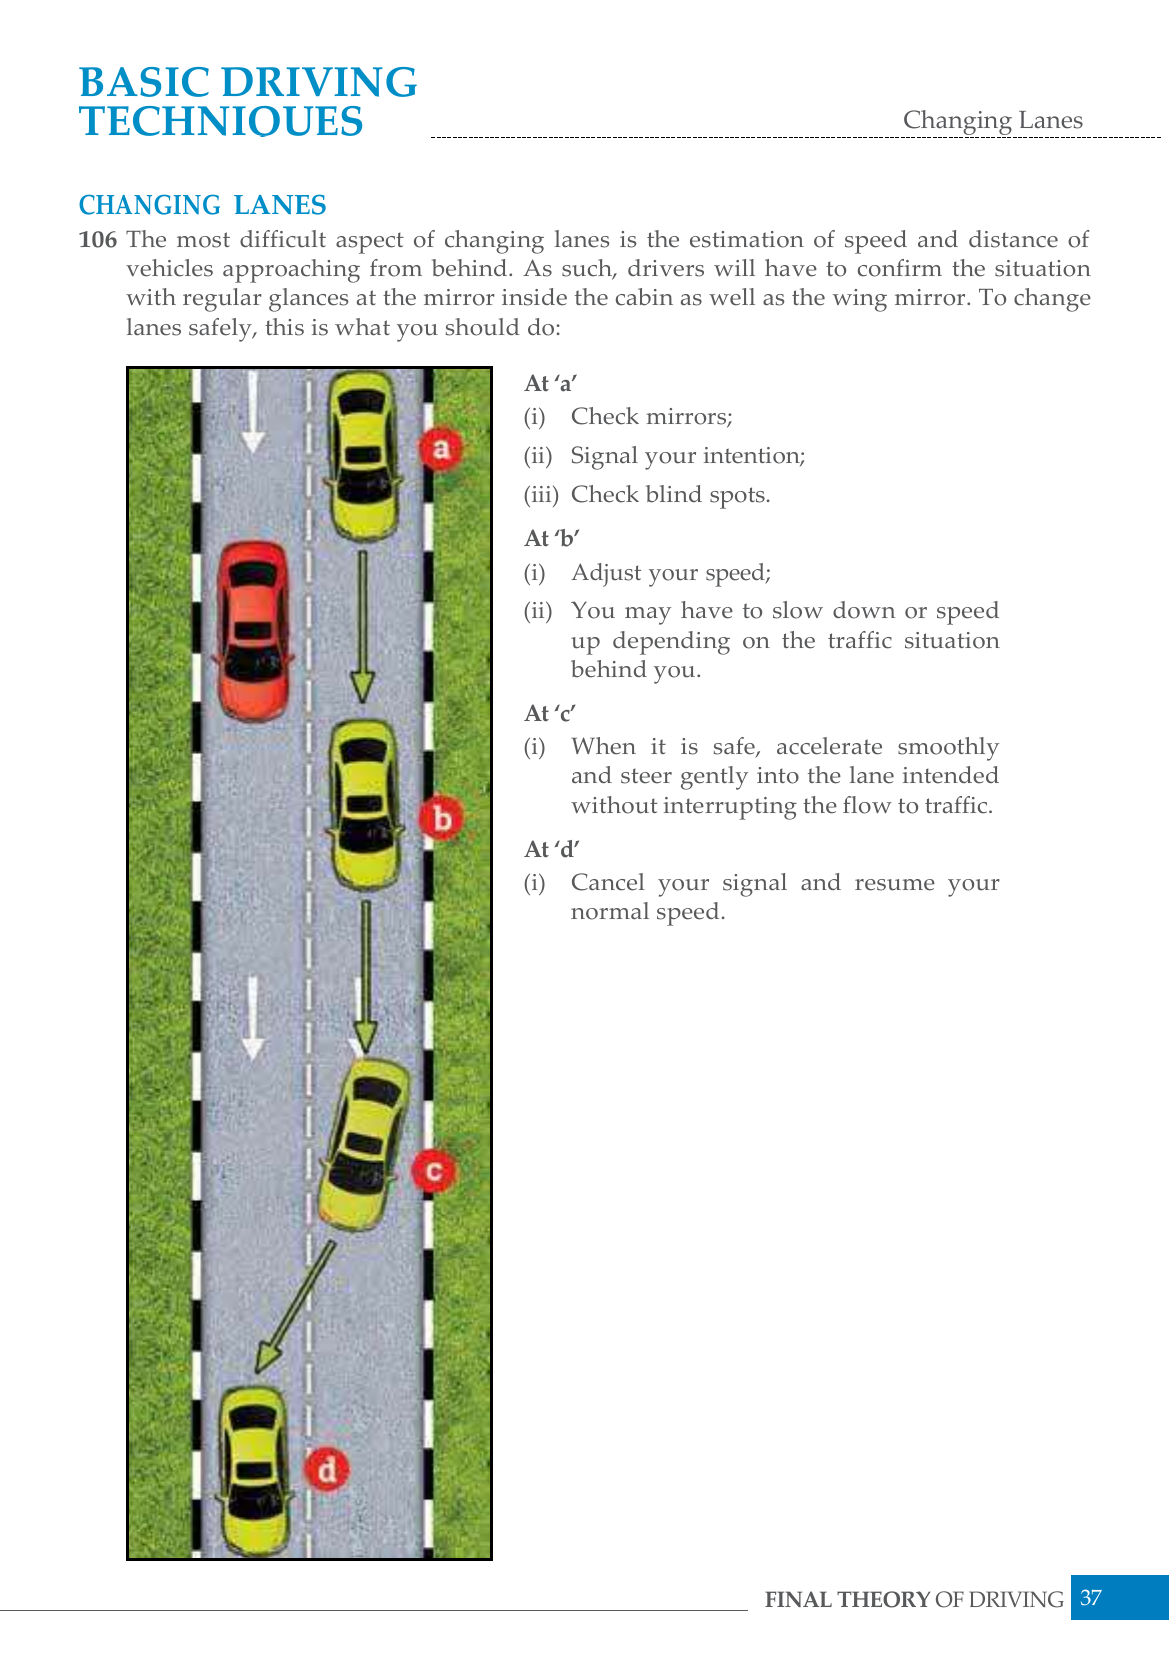 BASIC DRIVING
TECHNIQUES
Changing Lanes
CHANGING LANES
106 The most difficult aspect of changing lanes is the estimation of speed and distance of
vehicles approaching from behind. As such, drivers will have to confirm the situation
with regular glances at the mirror inside the cabin as well as the wing mirror. To change
lanes safely, this is what you should do:
a
b
c
d
At ‘a’
(i) Check mirrors;
(ii) Signal your intention;
(iii) Check blind spots.
At ‘b’
(i) Adjust your speed;
(ii) You may have to slow down or speed
up depending on the traffic situation
behind you.
At ‘c’
(i) When it is safe, accelerate smoothly
and steer gently into the lane intended
without interrupting the flow to traffic.
At ‘d’
(i) Cancel your signal and resume your
normal speed.
FINAL THEORY OF DRIVING 37